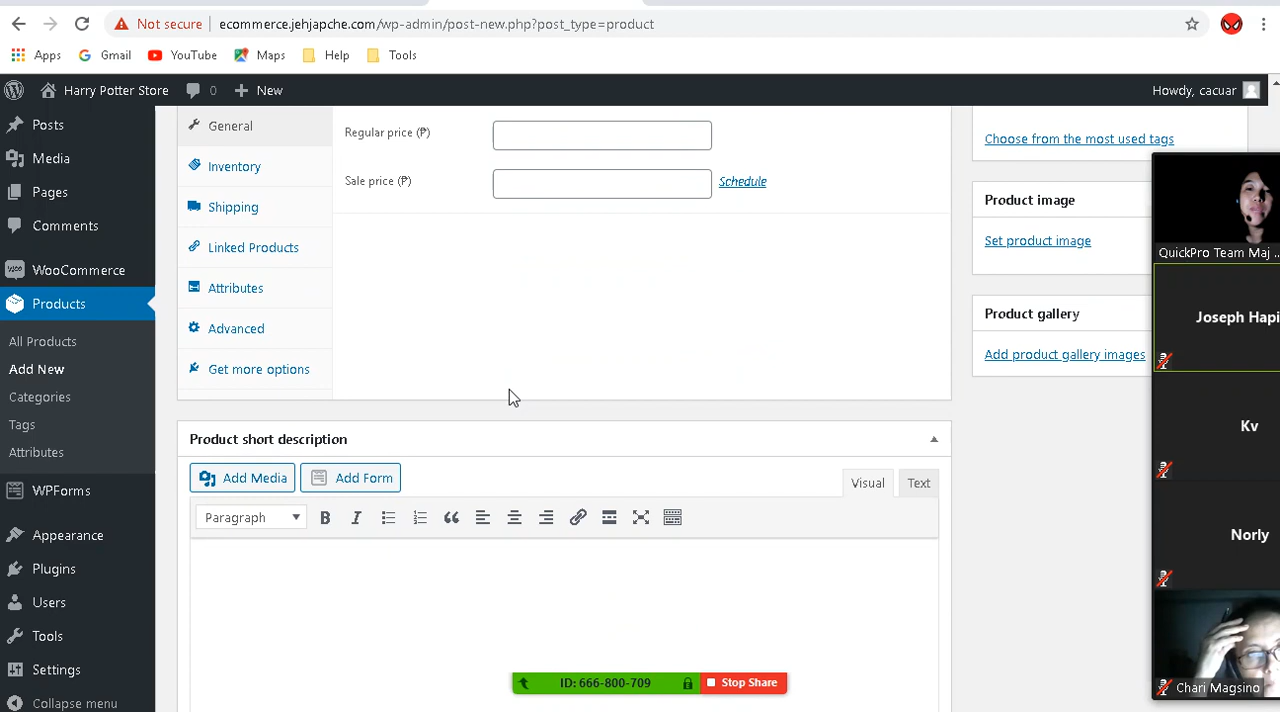 Not secure ecommerce.jehjapche.com/wp-admin/post-new.php?post_type=product
Apps Gmail YouTube Maps Help Tools
Harry Potter Store 0 New Howdy, cacuar
Posts
Media
Pages
Comments
WooCommerce
Products
All Products
Add New
Categories
Tags
Attributes
WPForms
Appearance
Plugins
Users
Tools
Settings
Collapse menu
General
Inventory
Shipping
Linked Products
Attributes
Advanced
Get more options
Regular price (₱)
Sale price (₱) Schedule
Product short description
Add Media Add Form
Visual Text
Paragraph
Choose from the most used tags
Product image
Set product image
Product gallery
Add product gallery images
QuickPro Team Maj ..
Joseph Hapi
Kv
Norly
Chari Magsino
ID: 666-800-709 Stop Share